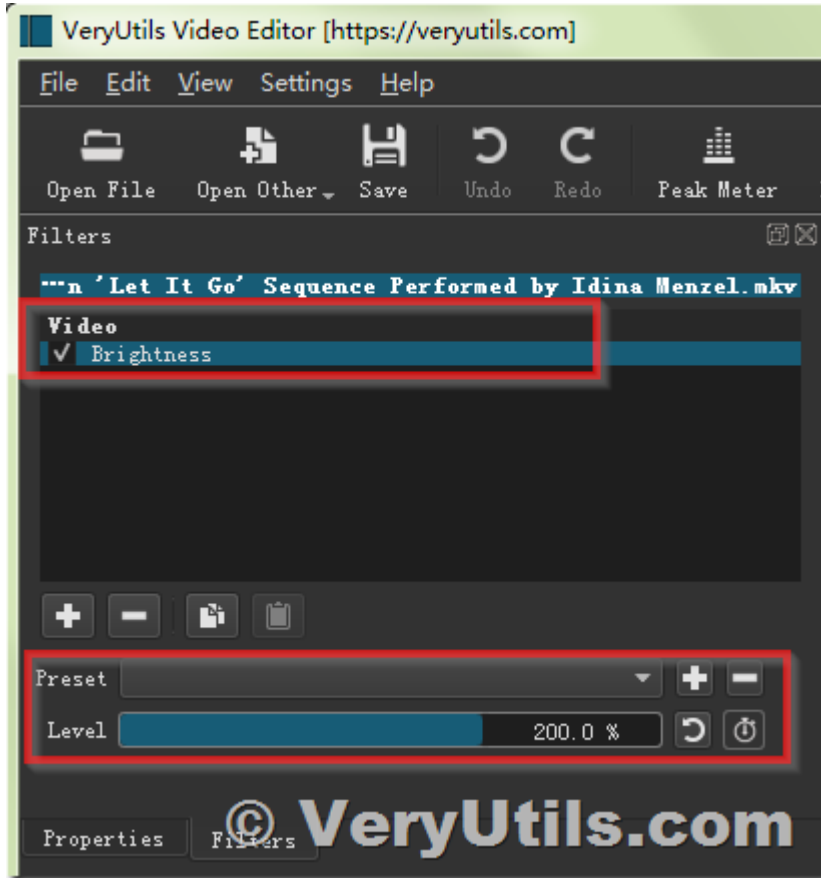 VeryUtils Video Editor [https://veryutils.com]
File Edit View Settings Help
Open File Open Other Save Undo Redo Peak Meter
Filters
···n 'Let It Go' Sequence Performed by Idina Menzel.mkv
Video
Brightness
Preset
Level 200.0 %
Properties Filters
© VeryUtils.com